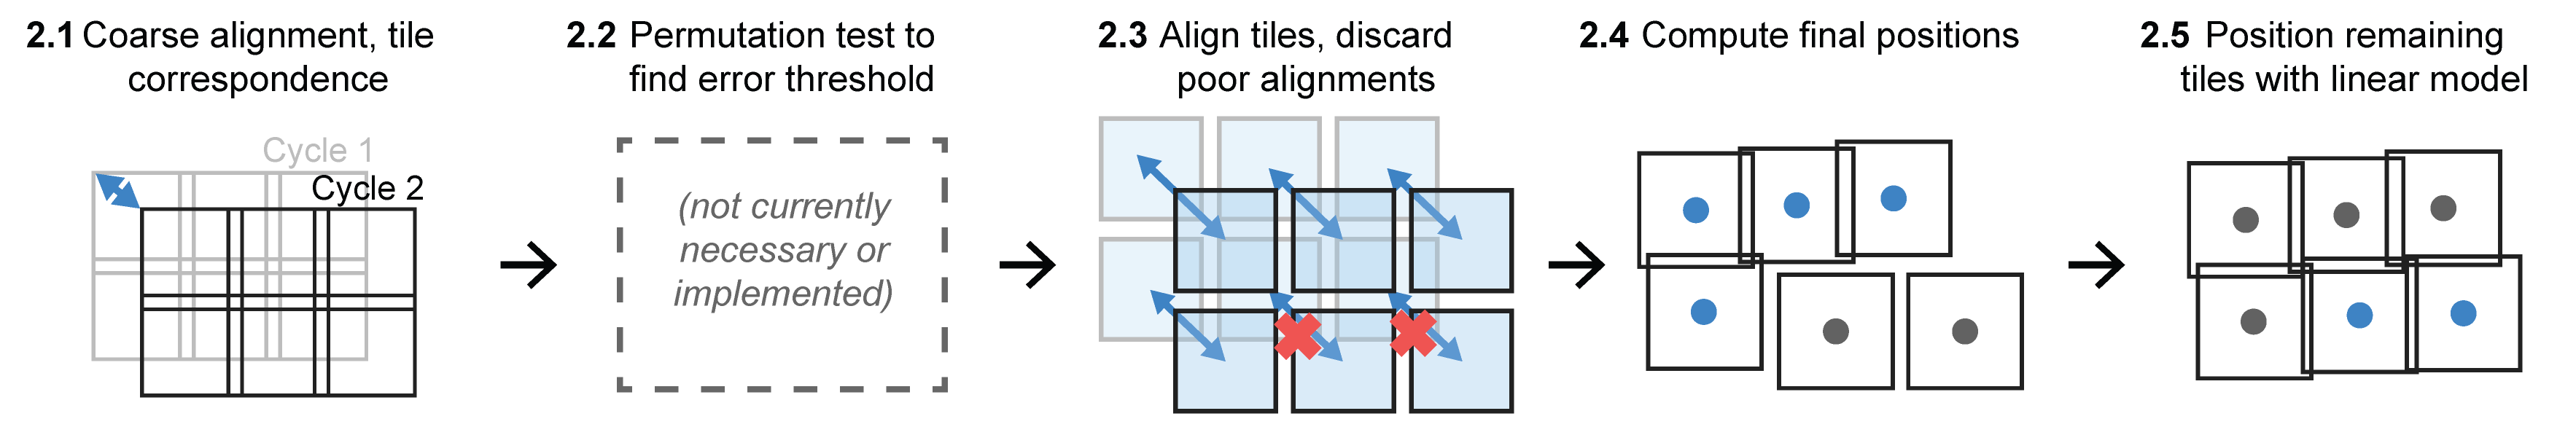 2.1 Coarse alignment, tile
correspondence
Cycle 1
Cycle 2
2.2 Permutation test to
find error threshold
(not currently
necessary or
implemented)
2.3 Align tiles, discard
poor alignments
2.4 Compute final positions
2.5 Position remaining
tiles with linear model